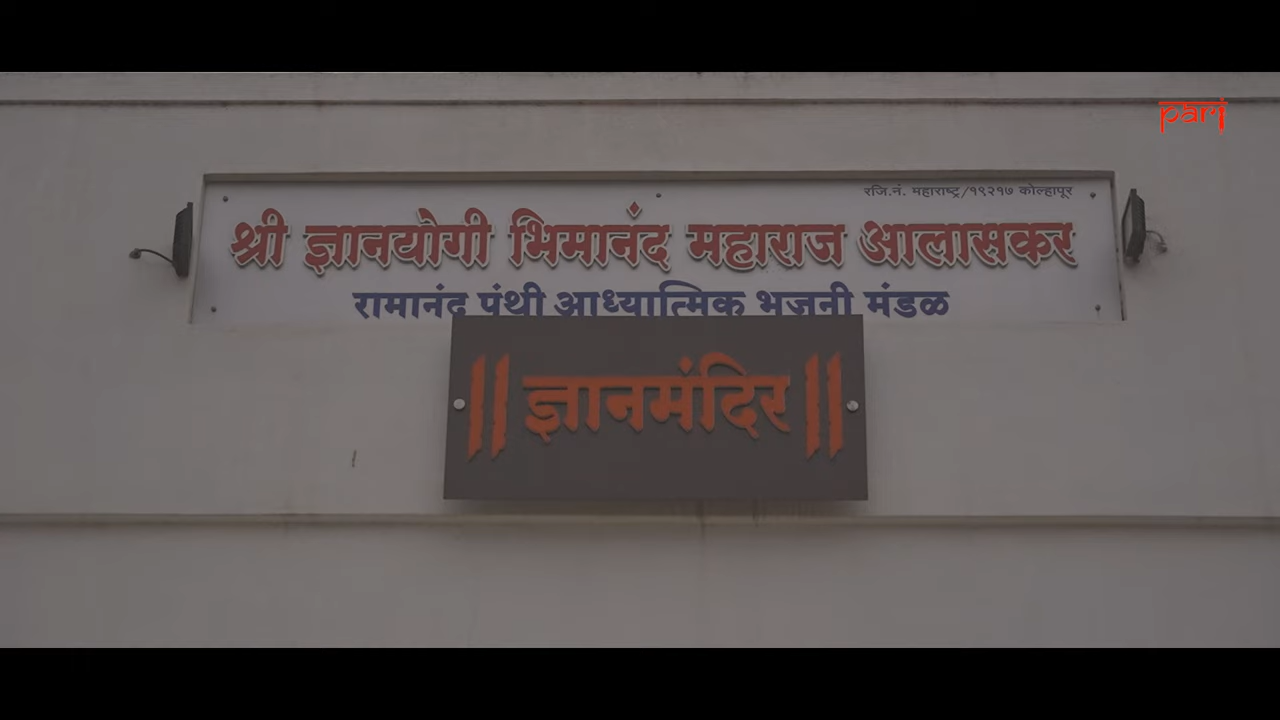 pari
रजि.नं. महाराष्ट्र/१९२१७ कोल्हापूर
श्री ज्ञानयोगी भिमानंद महाराज आलासकर
रामानंद पंथी आध्यात्मिक भजनी मंडळ
|| ज्ञानमंदिर ||